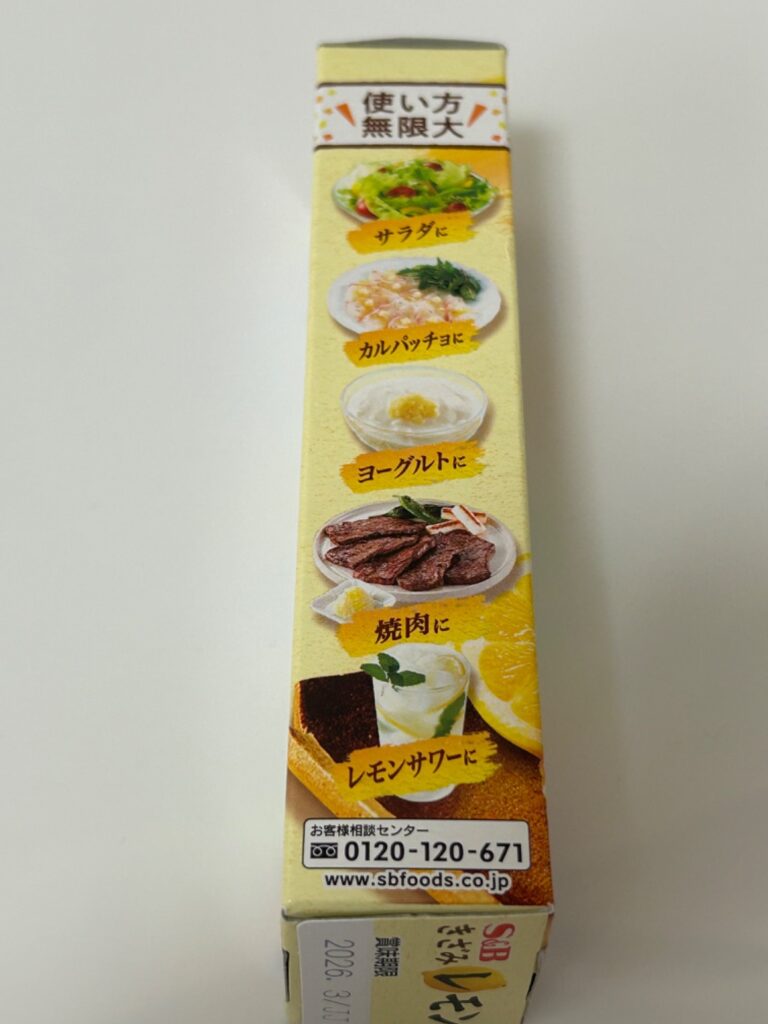 使い方
無限大
サラダに
カルパッチョに
ヨーグルトに
焼肉に
レモンサワーに
お客様相談センター
0120-120-671
www.sbfoods.co.jp
S&B
きざみ
レモン
賞味期限
2026. 3/